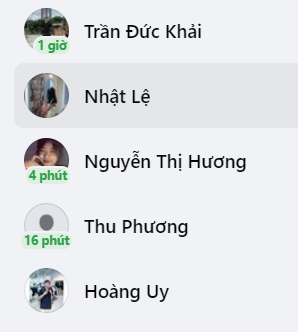 Trần Đức Khải
1 giờ
Nhật Lệ
Nguyễn Thị Hương
4 phút
Thu Phương
16 phút
Hoàng Uy